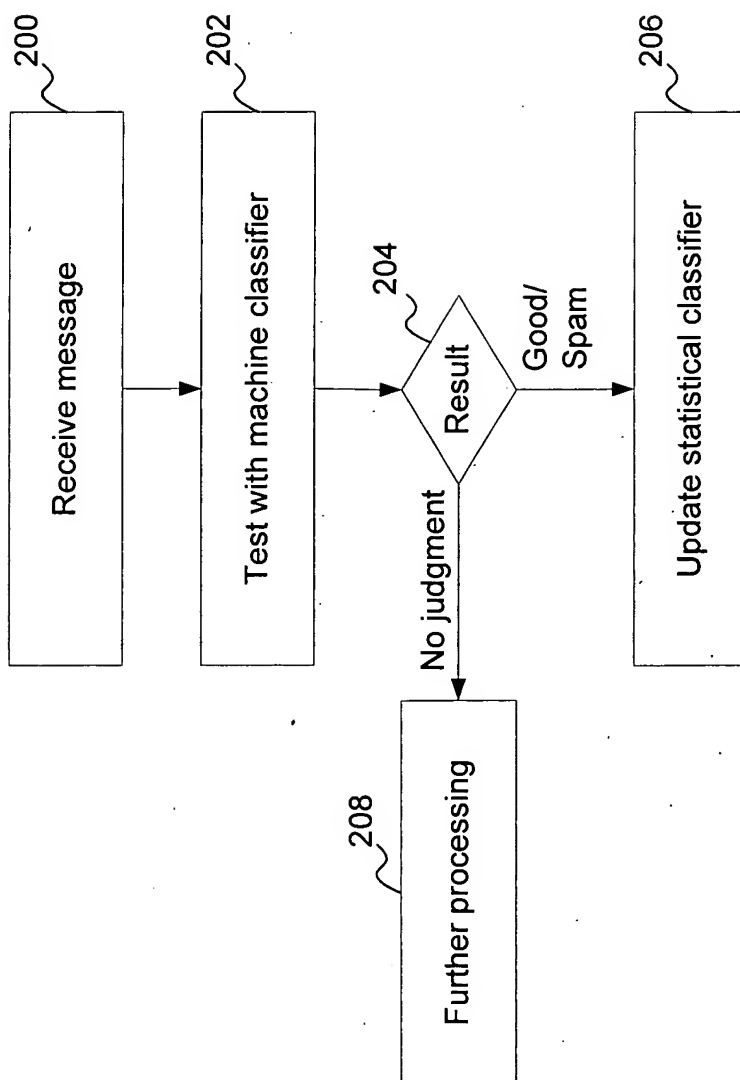 200
Receive message
202
Test with machine classifier
204
Result
Good/
Spam
No judgment
208
Further processing
206
Update statistical classifier